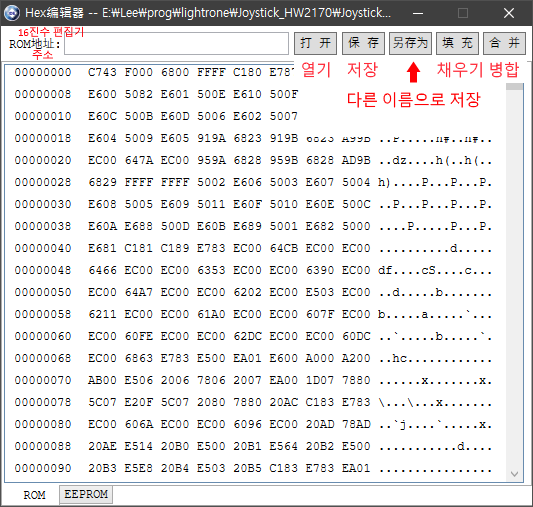 Hex编辑器 -- E:\Lee\prog\lightrone\Joystick_HW2170\Joystick...
16진수 편집기
ROM地址:
주소
打 开 保 存 另存为 填 充 合 并
열기 저장 채우기 병합
다른 이름으로 저장
00000000 C743 F000 6800 FFFF C180 E78
00000008 E600 5082 E601 500E E610 500F
00000010 E60C 500B E60D 5006 E602 5007
00000018 E604 5009 E605 919A 6823 919B 6823 A99B ..P.....h#..h#..
00000020 EC00 647A EC00 959A 6828 959B 6828 AD9B ..dz....h(..h(..
00000028 6829 FFFF FFFF 5002 E606 5003 E607 5004 h)....P...P...P.
00000030 E608 5005 E609 5011 E60F 5010 E60E 500C ..P...P...P...P.
00000038 E60A E688 500D E60B E689 5001 E682 5000 ....P.....P...P.
00000040 E681 C181 C189 E783 EC00 64CB EC00 EC00 ..........d.....
00000048 6466 EC00 EC00 6353 EC00 EC00 6390 EC00 df....cS....c...
00000050 EC00 64A7 EC00 EC00 6202 EC00 E503 EC00 ..d.....b.......
00000058 6211 EC00 EC00 61A0 EC00 EC00 607F EC00 b.....a.....`...
00000060 EC00 60FE EC00 EC00 62DC EC00 EC00 60DC ..`.....b.....`.
00000068 EC00 6863 E783 E500 EA01 E600 A000 A200 ..hc............
00000070 AB00 E506 2006 7806 2007 EA00 1D07 7880 ......x.......x.
00000078 5C07 E20F 5C07 2080 7880 20AC C183 E783 \...\...x.......
00000080 EC00 606A EC00 EC00 6096 EC00 20AD 78AD ..`j....`.....x.
00000088 20AE E514 20B0 E500 20B1 E564 20B2 E500 ..........d.....
00000090 20B3 E5E8 20B4 E503 20B5 C183 E783 EA01 ................
ROM EEPROM